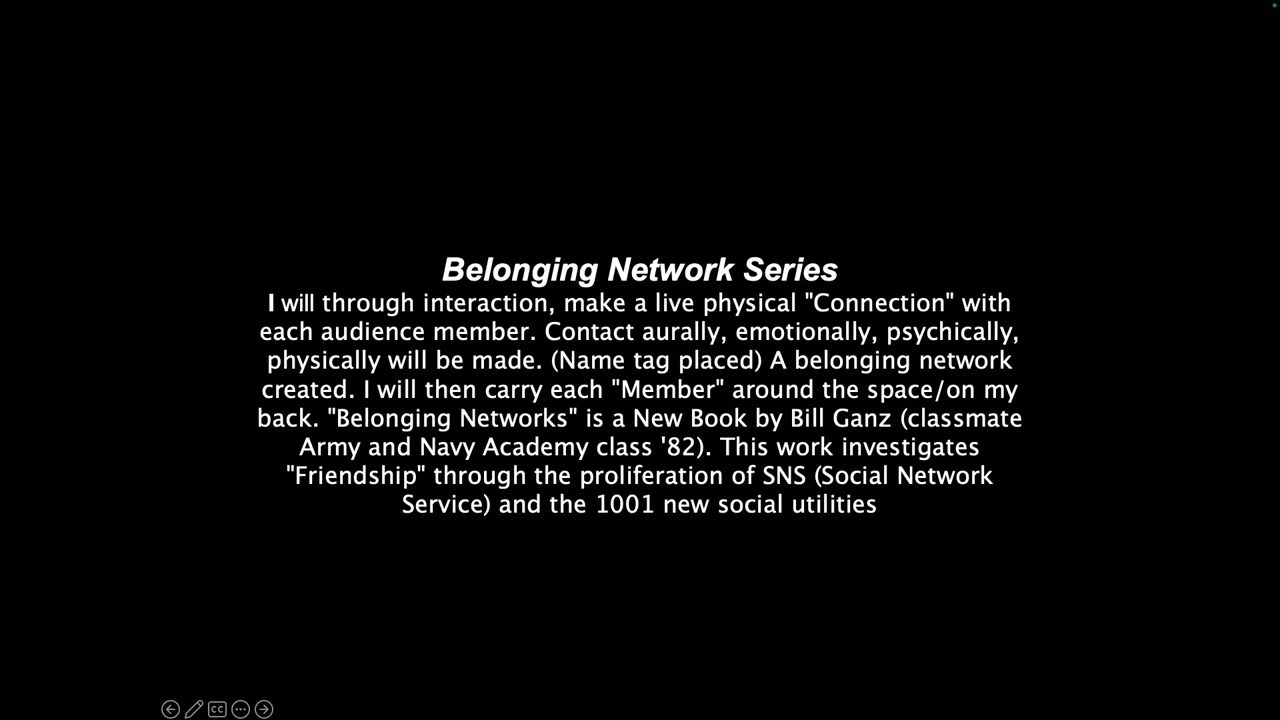 Belonging Network Series
I will through interaction, make a live physical "Connection" with
each audience member. Contact aurally, emotionally, psychically,
physically will be made. (Name tag placed) A belonging network
created. I will then carry each "Member" around the space/on my
back. "Belonging Networks" is a New Book by Bill Ganz (classmate
Army and Navy Academy class '82). This work investigates
"Friendship" through the proliferation of SNS (Social Network
Service) and the 1001 new social utilities
CC